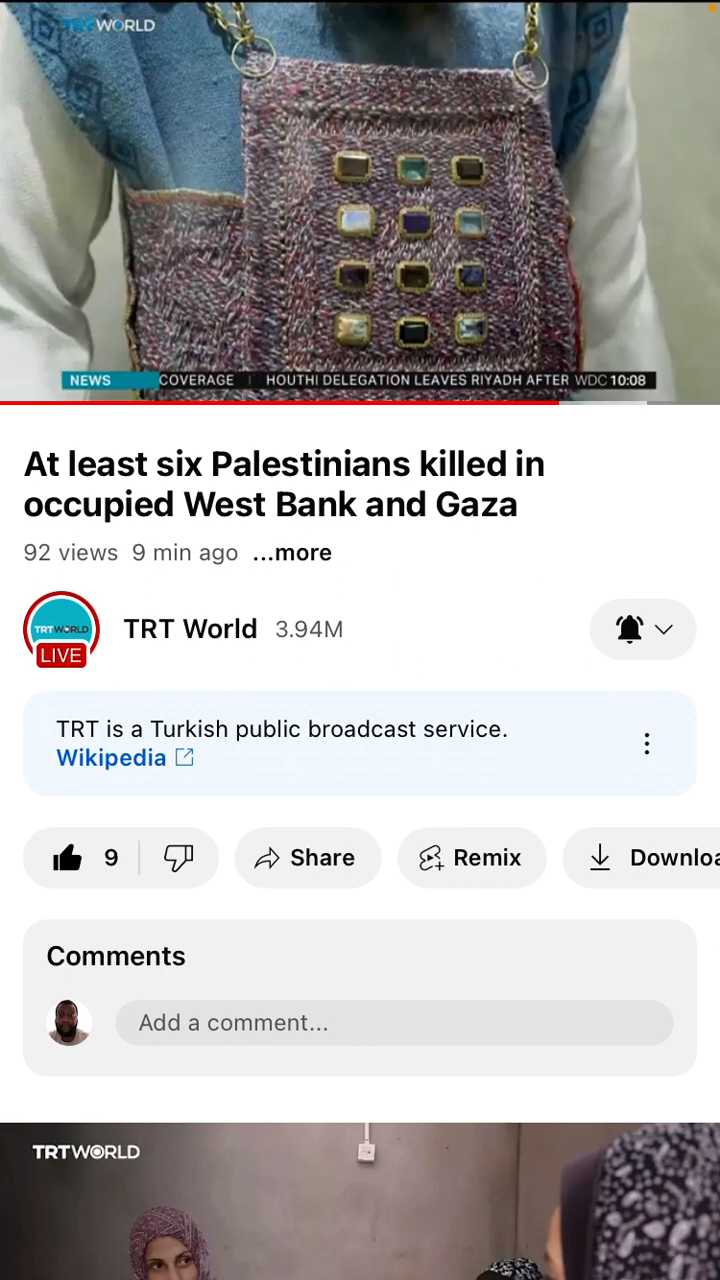 TRT WORLD
NEWS COVERAGE | HOUTHI DELEGATION LEAVES RIYADH AFTER WDC 10:08
At least six Palestinians killed in
occupied West Bank and Gaza
92 views 9 min ago ...more
TRT WORLD
LIVE
TRT World 3.94M
TRT is a Turkish public broadcast service.
Wikipedia
9 Share Remix Downloa
Comments
Add a comment...
TRT WORLD